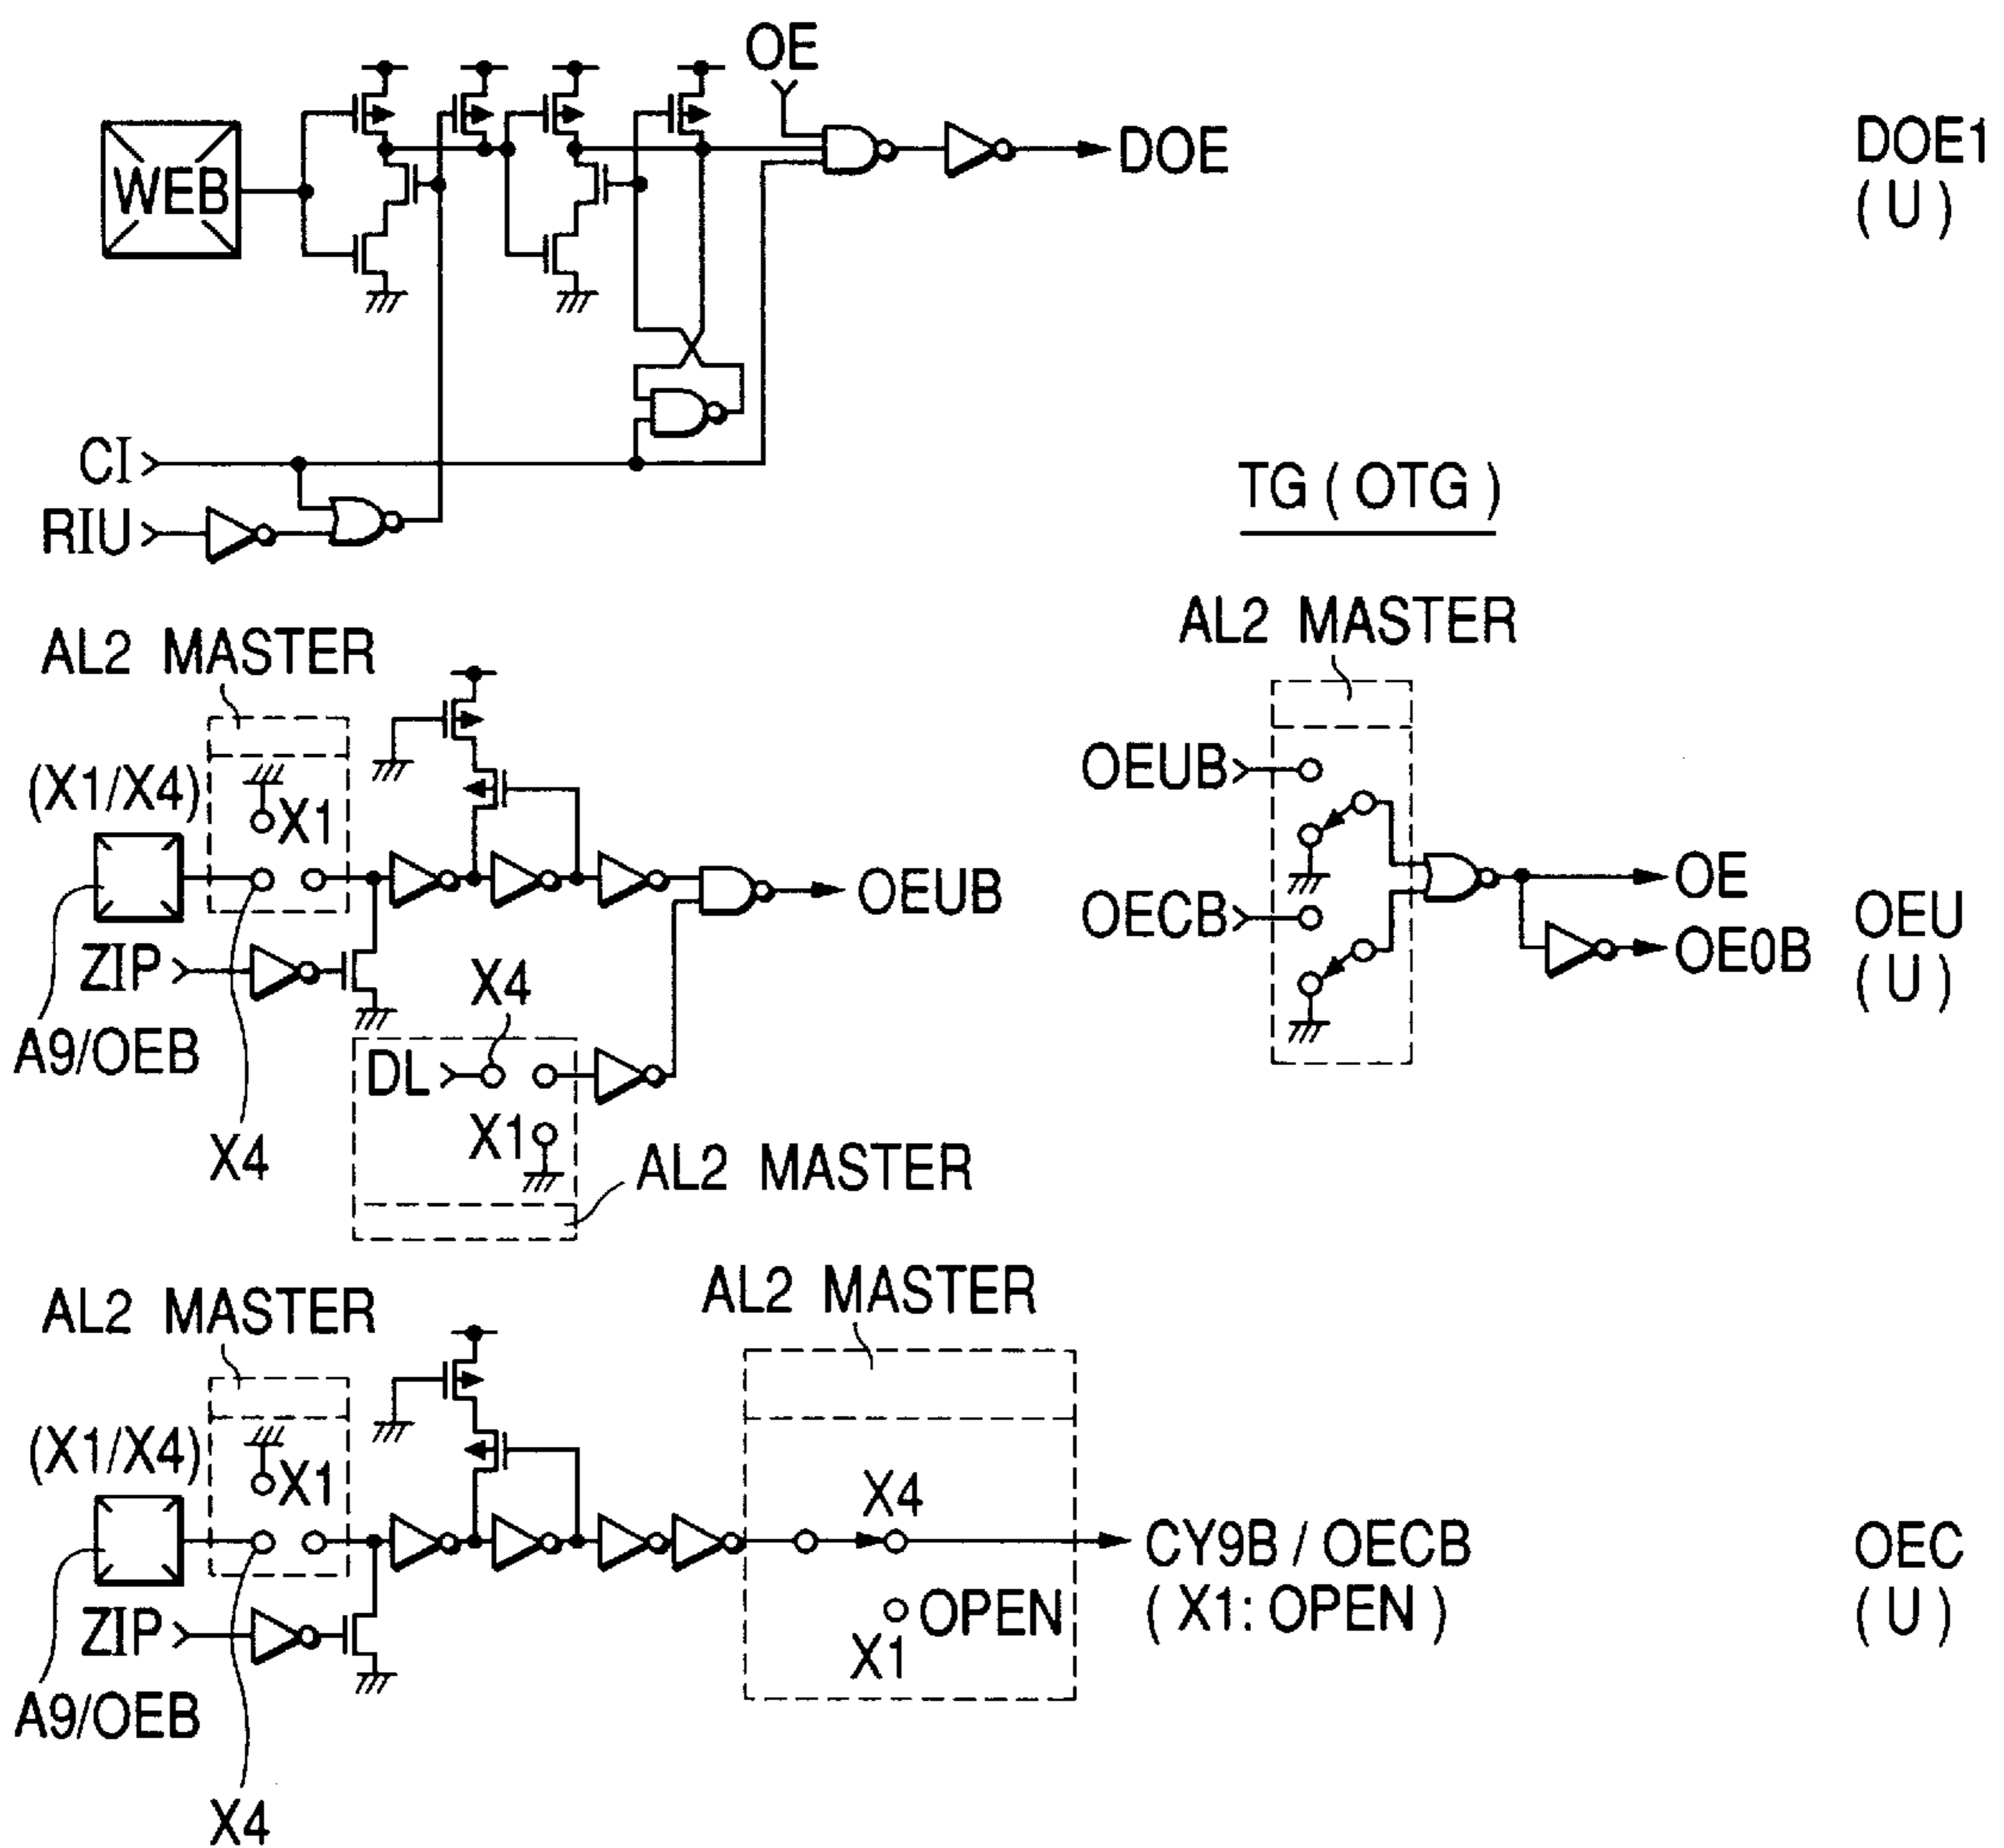 OE
WEB
DOE
DOE1
( U )
CI
RIU
TG ( OTG )
AL2 MASTER
AL2 MASTER
(X1/X4)
X1
OEUB
OEUB
OECB
OE
OE0B
OEU
( U )
ZIP
A9/OEB
X4
X4
DL
X1
AL2 MASTER
AL2 MASTER
AL2 MASTER
(X1/X4)
X1
X4
CY9B / OECB
( X1: OPEN )
OPEN
X1
OEC
( U )
ZIP
A9/OEB
X4